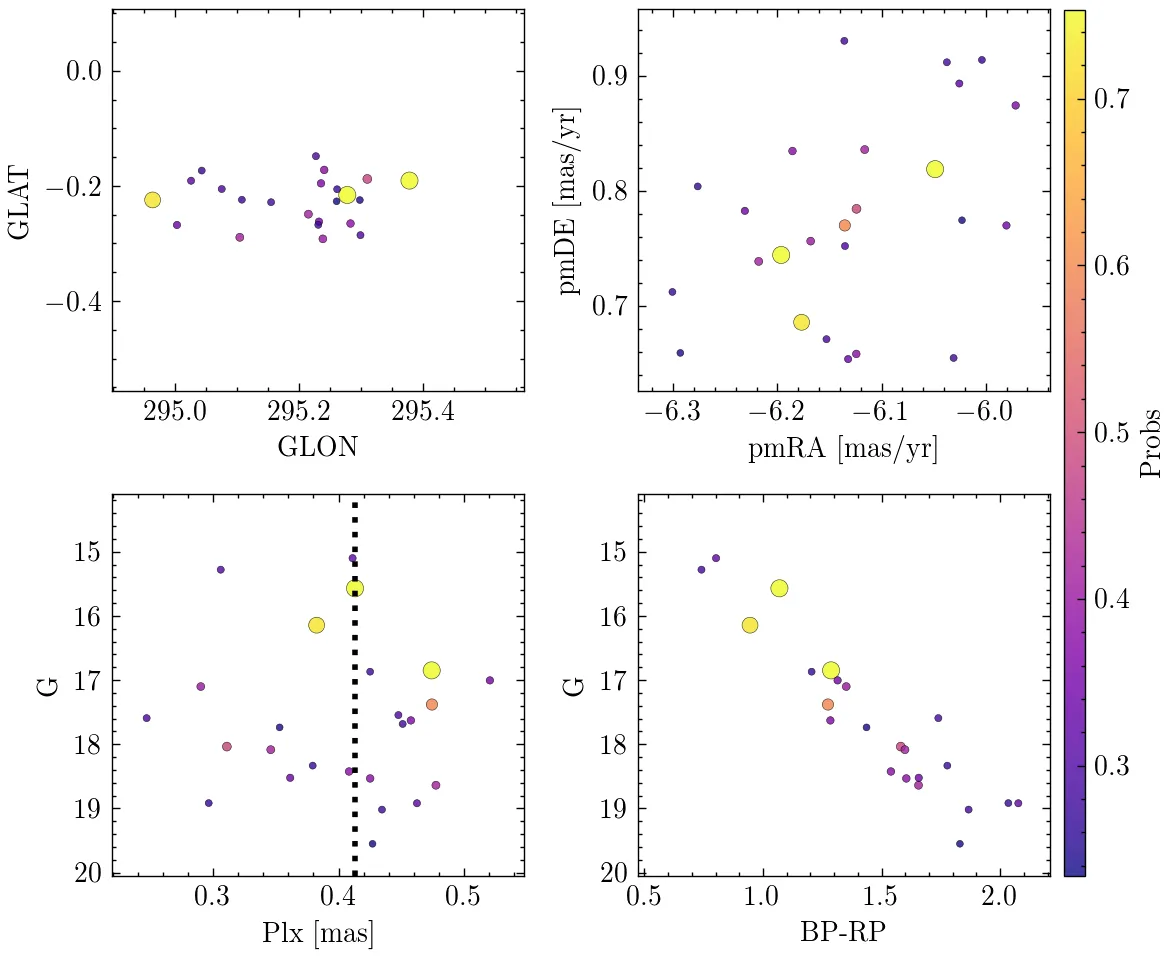 0.0
−0.2
−0.4
GLAT
295.0 295.2 295.4
GLON
0.9
0.8
0.7
pmDE [mas/yr]
−6.3 −6.2 −6.1 −6.0
pmRA [mas/yr]
0.7
0.6
0.5
0.4
0.3
Probs
15
16
17
18
19
20
G
0.3 0.4 0.5
Plx [mas]
15
16
17
18
19
20
G
0.5 1.0 1.5 2.0
BP-RP